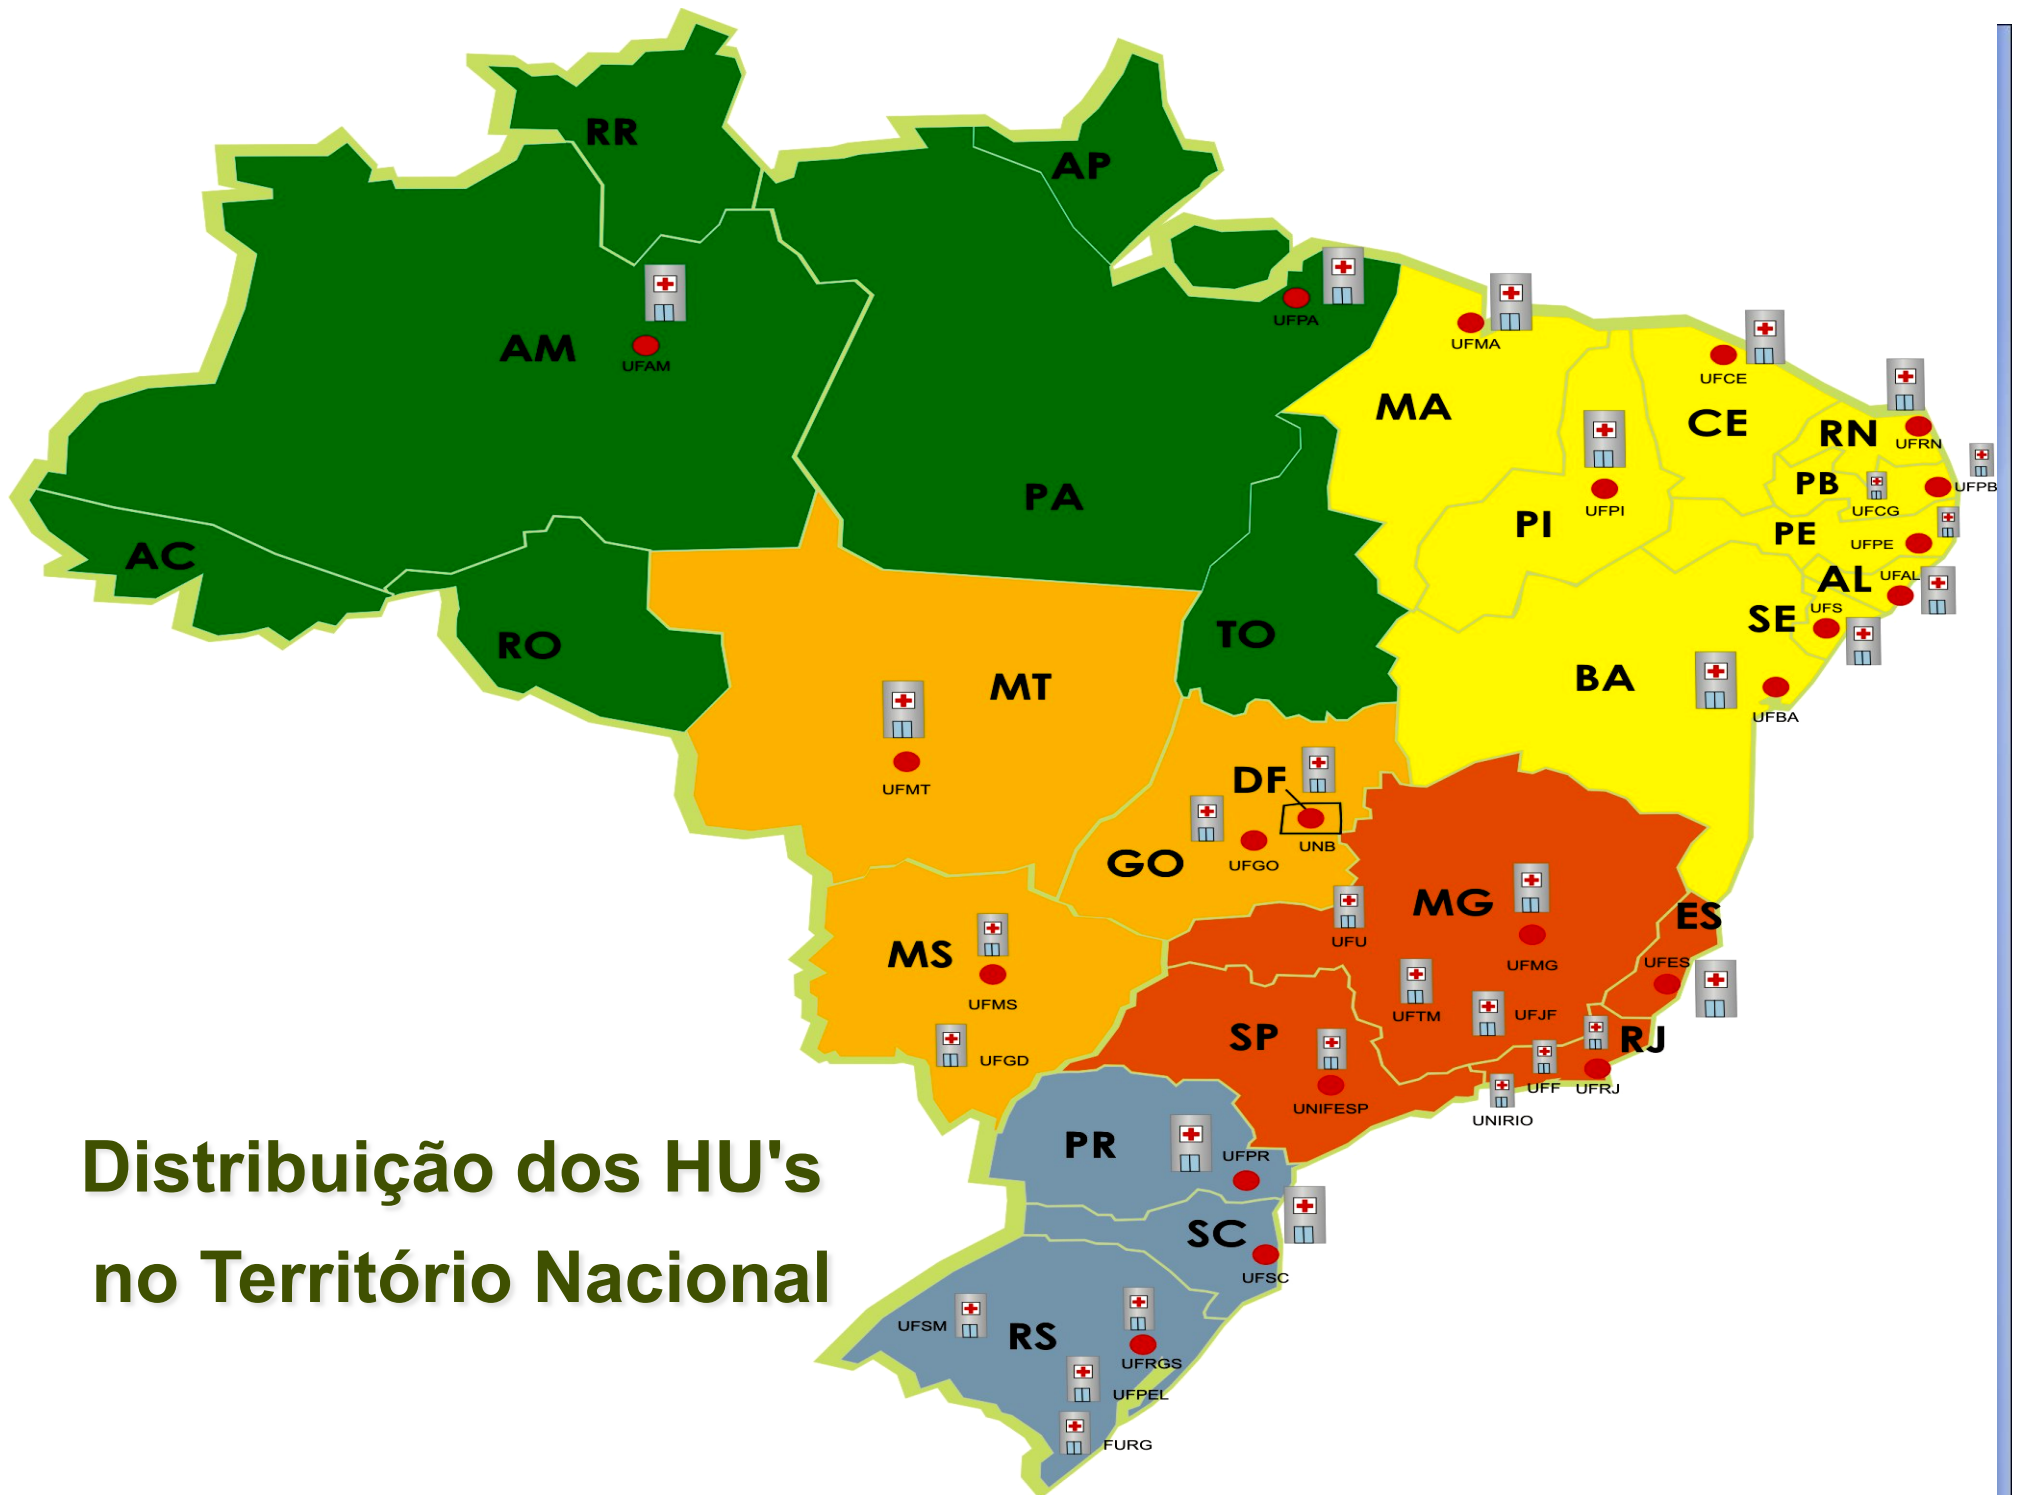 RR
AP
AM
UFAM
UFPA
UFMA
UFCE
MA
CE
RN
UFRN
PA
PI
UFPI
PB
UFCG
UFPB
PE
UFPE
AC
RO
TO
AL
UFAL
SE
UFS
BA
UFBA
MT
UFMT
DF
UNB
GO
UFGO
MG
UFMG
UFU
UFTM
UFJF
ES
UFES
MS
UFMS
UFGD
SP
UNIFESP
RJ
UFF
UFRJ
UNIRIO
PR
UFPR
SC
UFSC
RS
UFSM
UFRGS
UFPEL
FURG
Distribuição dos HU's
no Território Nacional